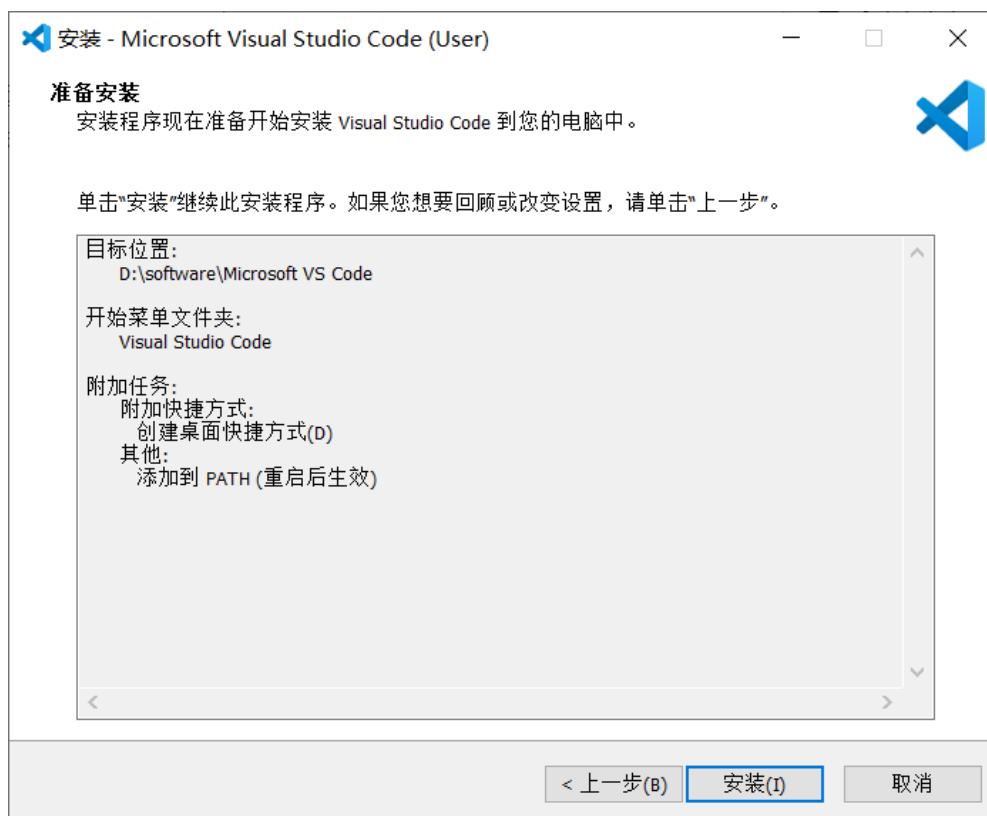 安装 - Microsoft Visual Studio Code (User)
准备安装
安装程序现在准备开始安装 Visual Studio Code 到您的电脑中。
单击“安装”继续此安装程序。如果您想要回顾或改变设置，请单击“上一步”。
目标位置:
D:\software\Microsoft VS Code
开始菜单文件夹:
Visual Studio Code
附加任务:
附加快捷方式:
创建桌面快捷方式(D)
其他:
添加到 PATH (重启后生效)
< 上一步(B) 安装(I) 取消